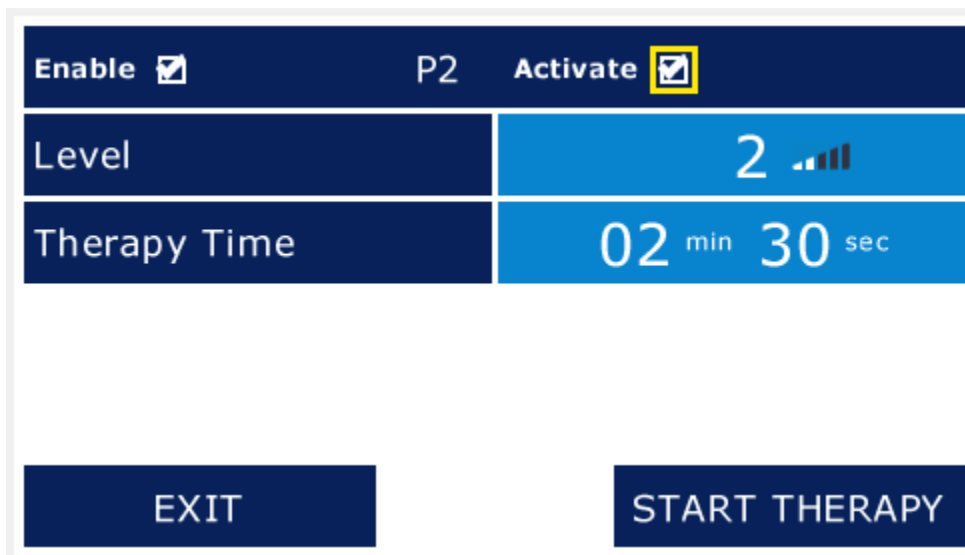 Enable P2 Activate
Level 2
Therapy Time 02 min 30 sec
EXIT START THERAPY